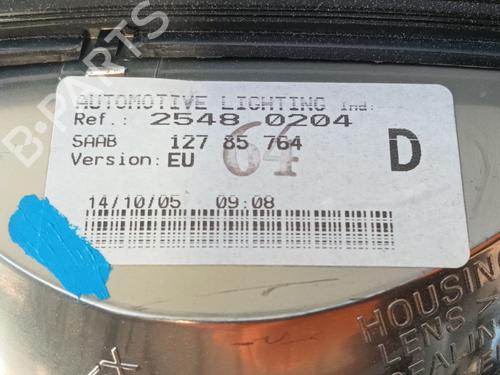 AUTOMOTIVE LIGHTING Ind:
Ref.: 2548 0204
SAAB 127 85 764
64
Version: EU
D
14/10/05 09:08
B-PARTS
HOUSING
LENS >